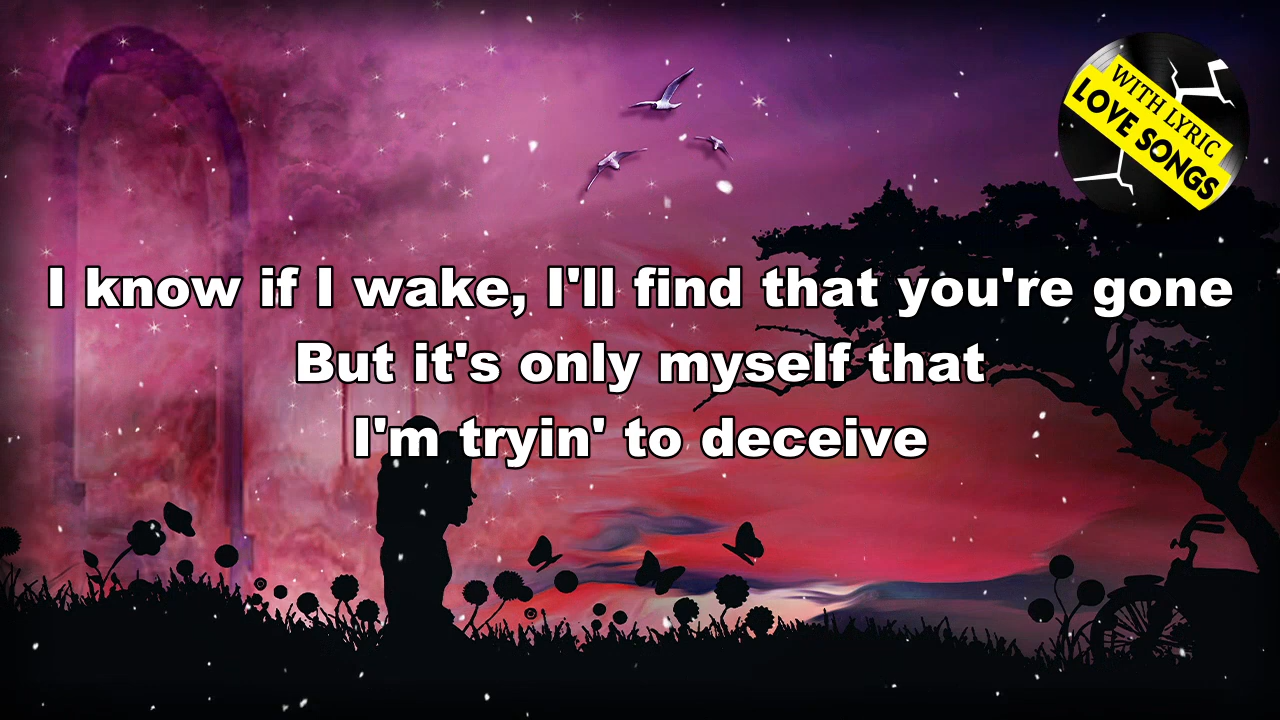 WITH LYRIC
LOVE SONGS
I know if I wake, I'll find that you're gone
But it's only myself that
I'm tryin' to deceive